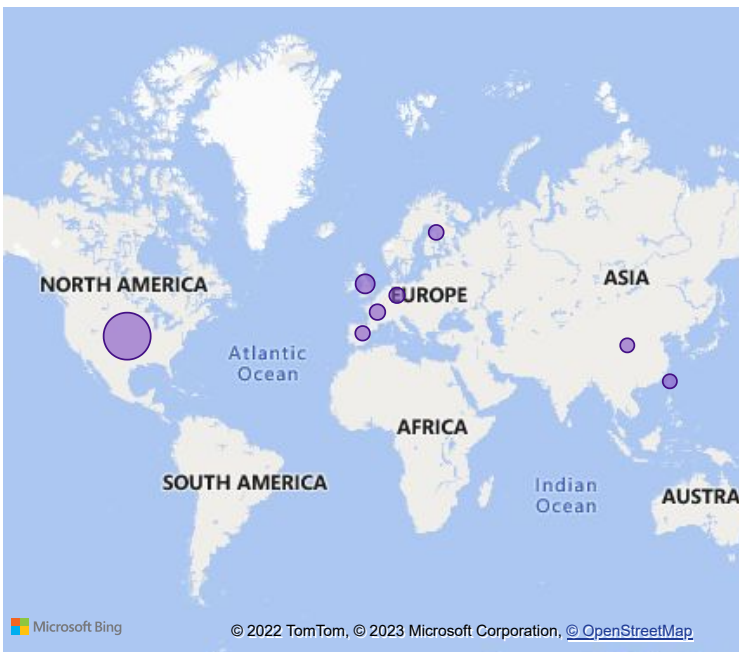 ASIA
NORTH AMERICA
EUROPE
Atlantic
Ocean
AFRICA
SOUTH AMERICA
Indian
Ocean
AUSTRA
Microsoft Bing
© 2022 TomTom, © 2023 Microsoft Corporation, © OpenStreetMap